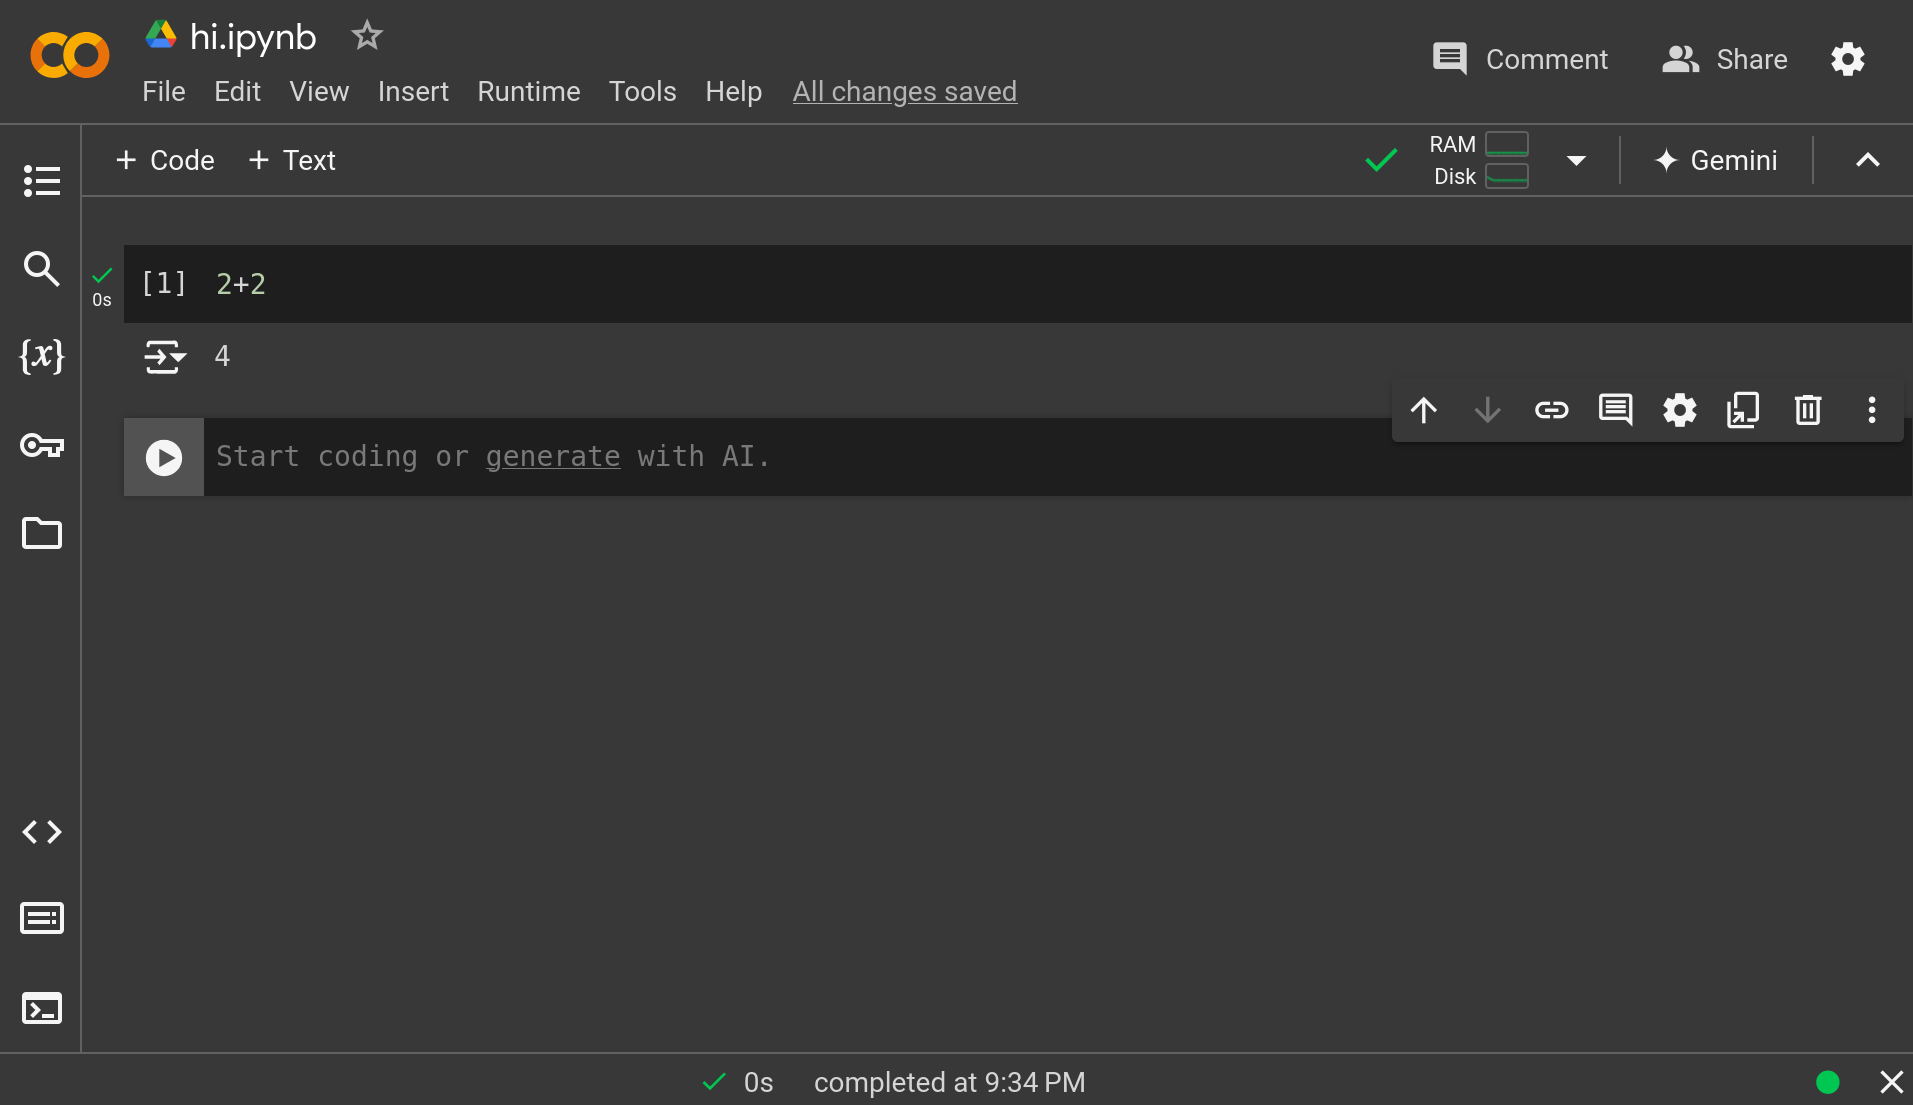 hi.ipynb
Comment
Share
File Edit View Insert Runtime Tools Help All changes saved
+ Code + Text
RAM
Disk
Gemini
[1] 2+2
0s
4
{x}
Start coding or generate with AI.
0s completed at 9:34 PM